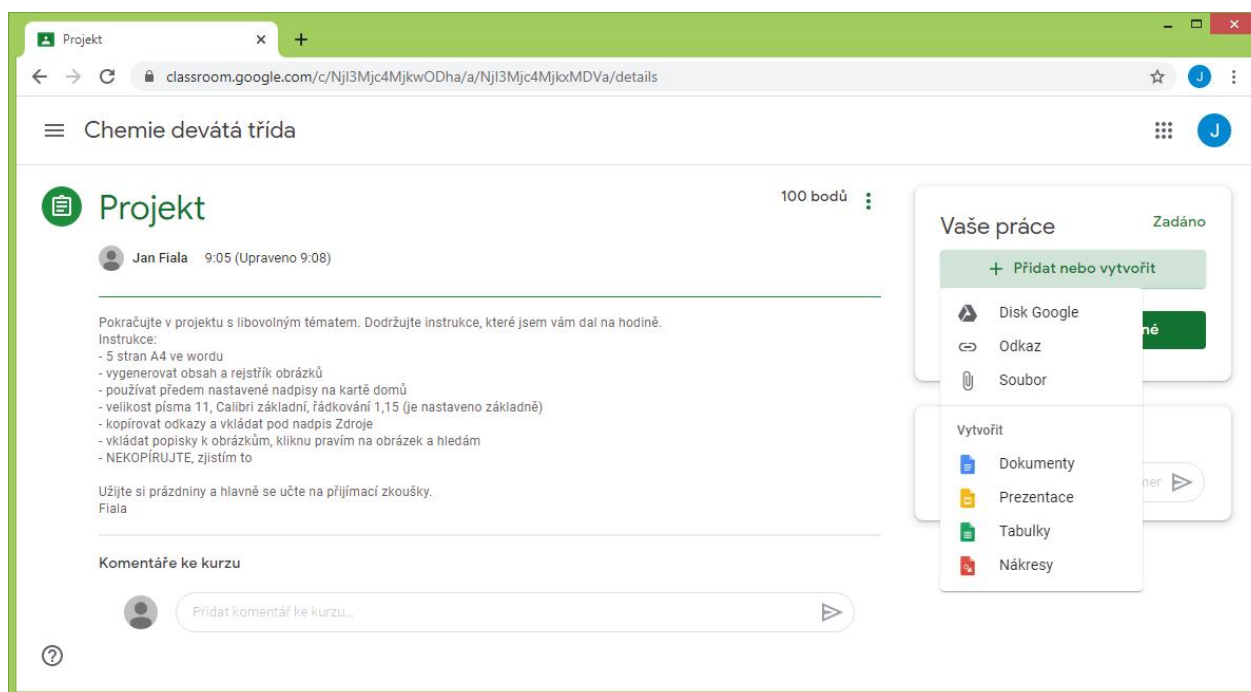 Projekt
classroom.google.com/c/NjI3Mjc4MjkwODha/a/NjI3Mjc4MjkxMDVa/details
J
Chemie devátá třída
J
Projekt
100 bodů
Jan Fiala 9:05 (Upraveno 9:08)
Pokračujte v projektu s libovolným tématem. Dodržujte instrukce, které jsem vám dal na hodině.
Instrukce:
- 5 stran A4 ve wordu
- vygenerovat obsah a rejstřík obrázků
- používat předem nastavené nadpisy na kartě domů
- velikost písma 11, Calibri základní, řádkování 1,15 (je nastaveno základně)
- kopírovat odkazy a vkládat pod nadpis Zdroje
- vkládat popisky k obrázkům, kliknu pravím na obrázek a hledám
- NEKOPÍRUJTE, zjistím to
Užijte si prázdniny a hlavně se učte na přijímací zkoušky.
Fiala
Komentáře ke kurzu
Přidat komentář ke kurzu...
Vaše práce
Zadáno
+ Přidat nebo vytvořit
Disk Google
né
Odkaz
Soubor
Vytvořit
Dokumenty
ner
Prezentace
Tabulky
Nákresy